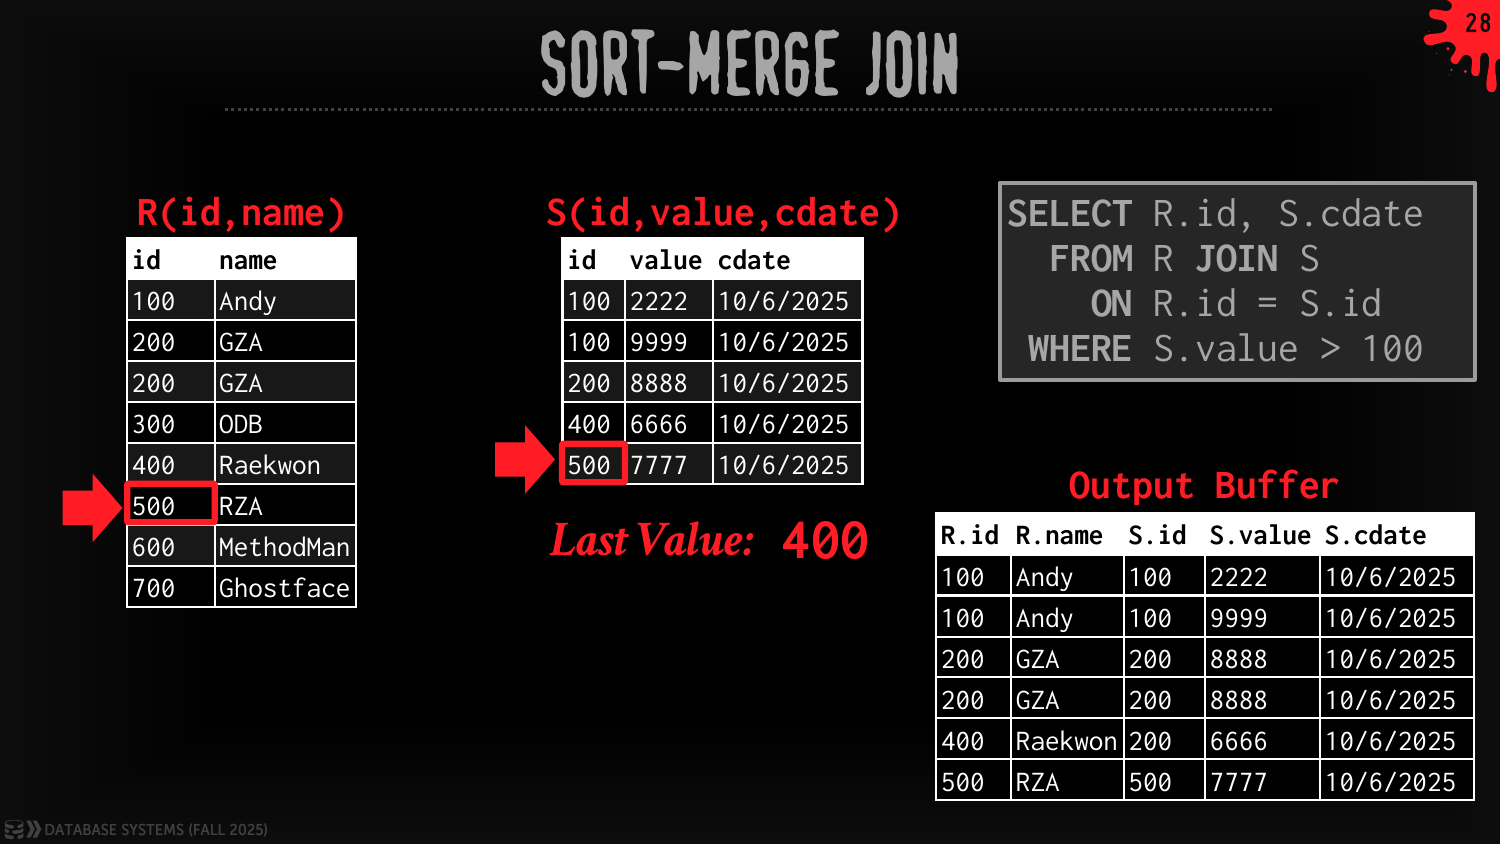 28
SORT-MERGE JOIN
R(id,name)
id name
100 Andy
200 GZA
200 GZA
300 ODB
400 Raekwon
500 RZA
600 MethodMan
700 Ghostface
S(id,value,cdate)
id value cdate
100 2222 10/6/2025
100 9999 10/6/2025
200 8888 10/6/2025
400 6666 10/6/2025
500 7777 10/6/2025
Last Value: 400
SELECT R.id, S.cdate
FROM R JOIN S
ON R.id = S.id
WHERE S.value > 100
Output Buffer
R.id R.name S.id S.value S.cdate
100 Andy 100 2222 10/6/2025
100 Andy 100 9999 10/6/2025
200 GZA 200 8888 10/6/2025
200 GZA 200 8888 10/6/2025
400 Raekwon 200 6666 10/6/2025
500 RZA 500 7777 10/6/2025
DATABASE SYSTEMS (FALL 2025)